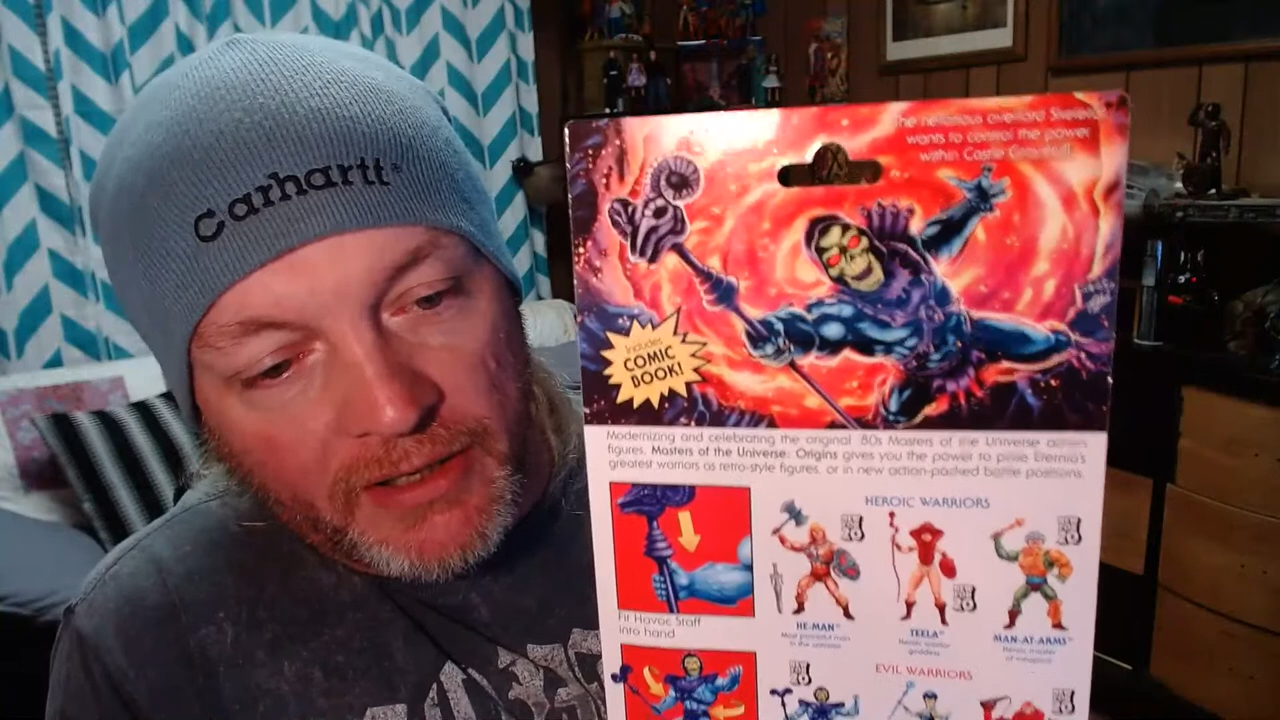 Carhartt
The nefarious overlord
wants to control the power
within Castle
Includes
COMIC
BOOK!
Modernizing and celebrating the original '80s Masters of the Universe action
figures, Masters of the Universe: Origins gives you the power to pose Eternia's
greatest warriors as retro-style figures, or in new action-packed battle positions.
HEROIC WARRIORS
HE-MAN
Most powerful man
in the universe
TEELA
Heroic warrior
goddess
MAN-AT-ARMS
Heroic master
of weapons
Fit Havoc Staff
into hand
EVIL WARRIORS